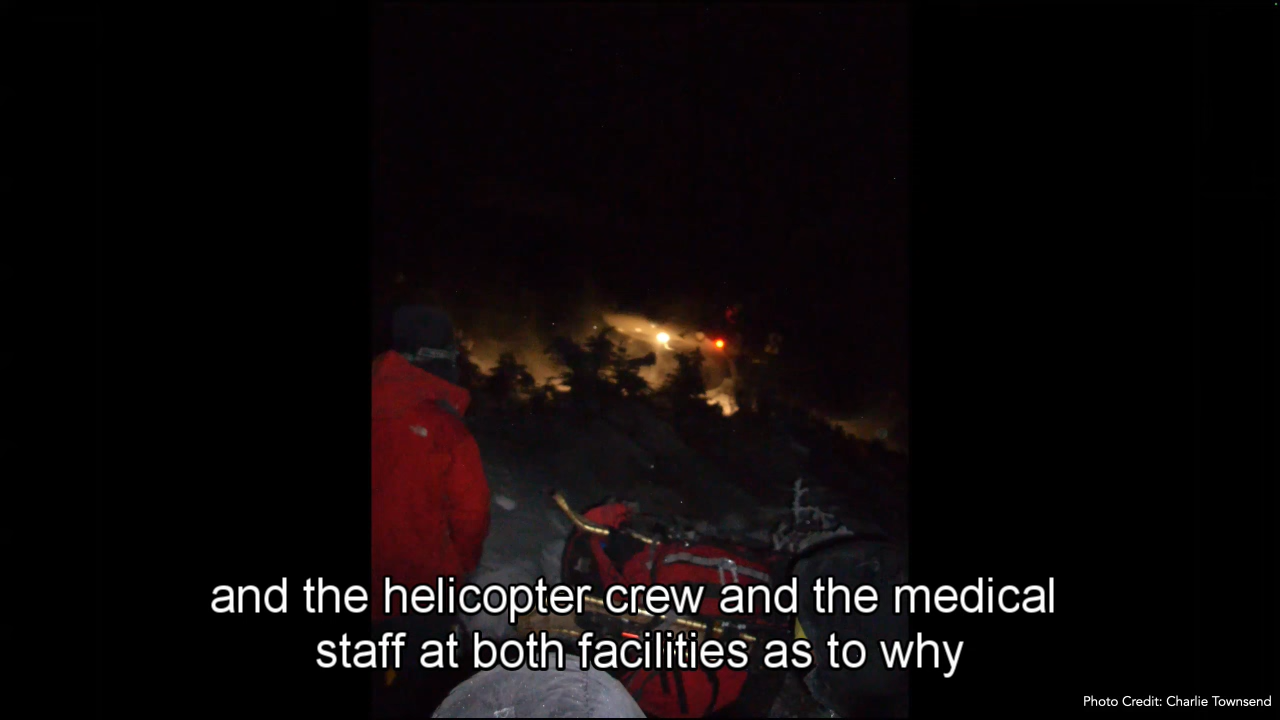 and the helicopter crew and the medical
staff at both facilities as to why
Photo Credit: Charlie Townsend